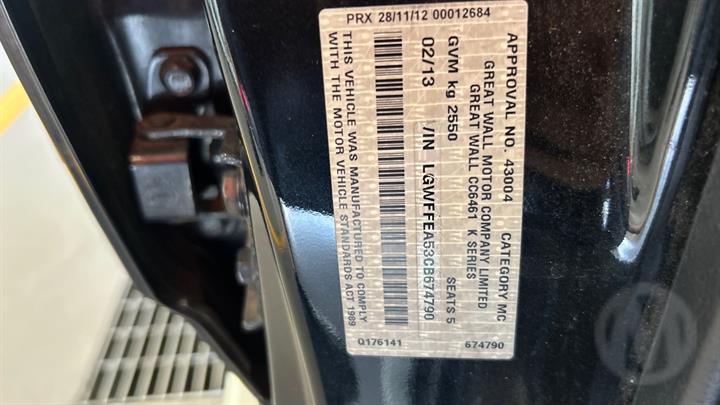 APPROVAL NO. 43004 CATEGORY MC
GREAT WALL MOTOR COMPANY LIMITED
GREAT WALL CC6461 K SERIES
GVM kg 2550 SEATS 5
02/13 VIN LGWFFEA53CB674790
THIS VEHICLE WAS MANUFACTURED TO COMPLY
WITH THE MOTOR VEHICLE STANDARDS ACT 1989
PRX 28/11/12 00012684
Q176141 674790